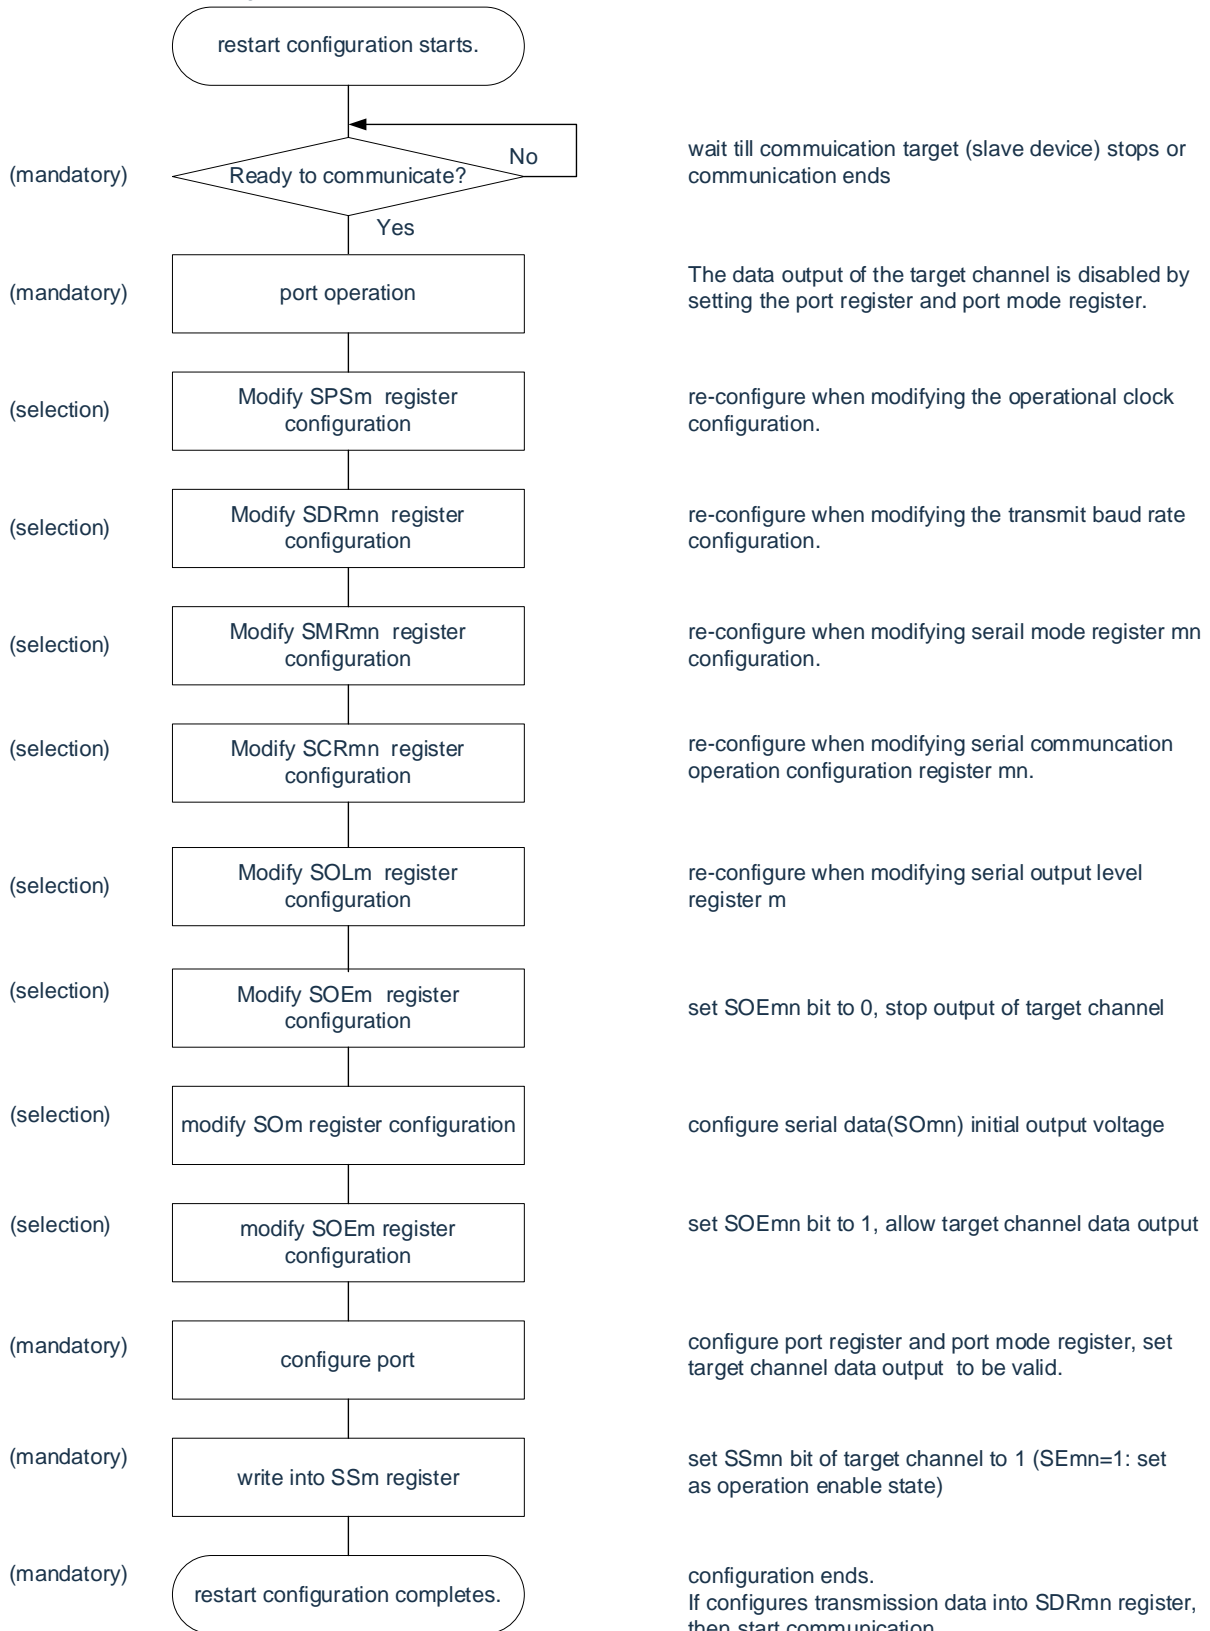 restart configuration starts.
(mandatory)
Ready to communicate?
No
Yes
wait till commuication target (slave device) stops or
communication ends
(mandatory)
port operation
The data output of the target channel is disabled by
setting the port register and port mode register.
(selection)
Modify SPSm register
configuration
re-configure when modifying the operational clock
configuration.
(selection)
Modify SDRmn register
configuration
re-configure when modifying the transmit baud rate
configuration.
(selection)
Modify SMRmn register
configuration
re-configure when modifying serail mode register mn
configuration.
(selection)
Modify SCRmn register
configuration
re-configure when modifying serial communcation
operation configuration register mn.
(selection)
Modify SOLm register
configuration
re-configure when modifying serial output level
register m
(selection)
Modify SOEm register
configuration
set SOEmn bit to 0, stop output of target channel
(selection)
modify SOm register configuration
configure serial data(SOmn) initial output voltage
(selection)
modify SOEm register
configuration
set SOEmn bit to 1, allow target channel data output
(mandatory)
configure port
configure port register and port mode register, set
target channel data output to be valid.
(mandatory)
write into SSm register
set SSmn bit of target channel to 1 (SEmn=1: set
as operation enable state)
(mandatory)
restart configuration completes.
configuration ends.
If configures transmission data into SDRmn register,
then start communication